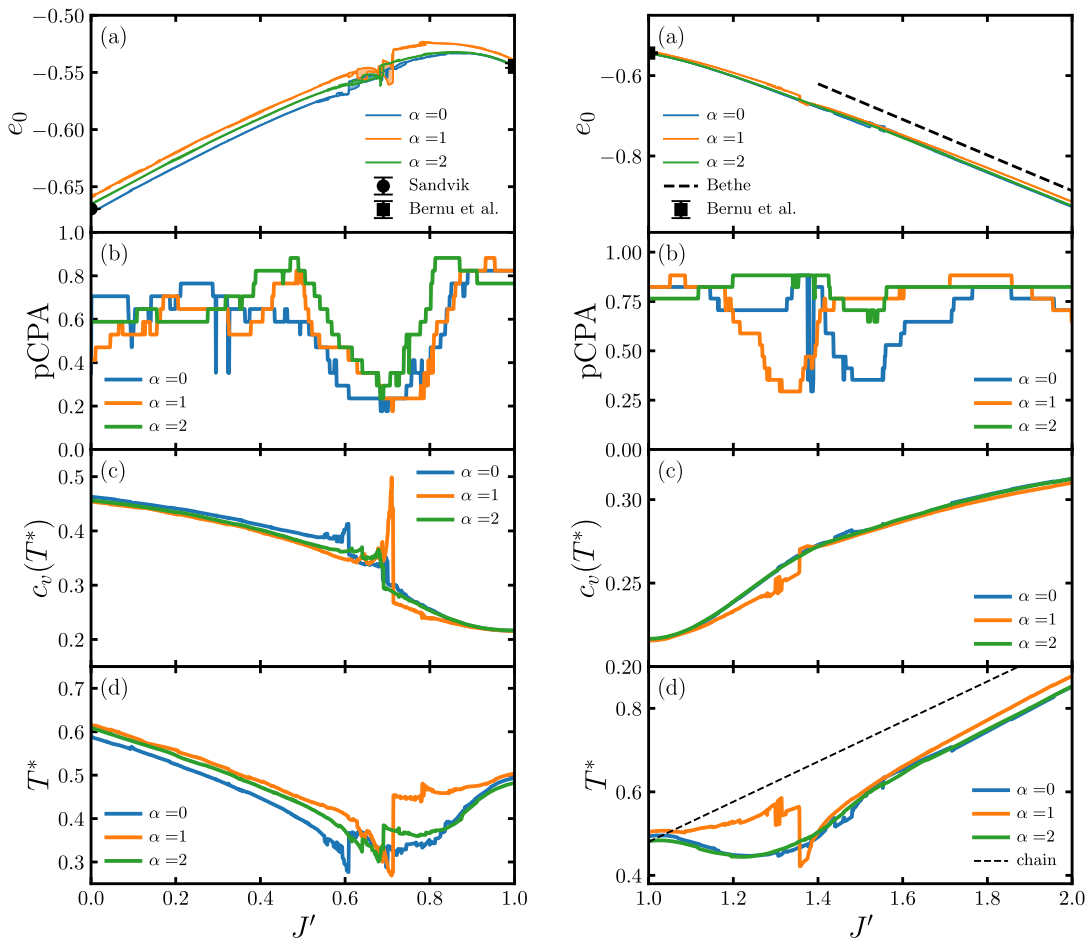 (a)
−0.50
−0.55
−0.60
−0.65
e0
α =0
α =1
α =2
Sandvik
Bernu et al.
(b)
1.0
0.8
0.6
0.4
0.2
0.0
pCPA
α =0
α =1
α =2
(c)
0.5
0.4
0.3
0.2
cv(T*)
α =0
α =1
α =2
(d)
0.7
0.6
0.5
0.4
0.3
T*
α =0
α =1
α =2
0.0 0.2 0.4 0.6 0.8 1.0
J′
(a)
−0.6
−0.8
e0
α =0
α =1
α =2
Bethe
Bernu et al.
(b)
1.00
0.75
0.50
0.25
0.00
pCPA
α =0
α =1
α =2
(c)
0.30
0.25
0.20
cv(T*)
α =0
α =1
α =2
(d)
0.8
0.6
0.4
T*
α =0
α =1
α =2
chain
1.0 1.2 1.4 1.6 1.8 2.0
J′